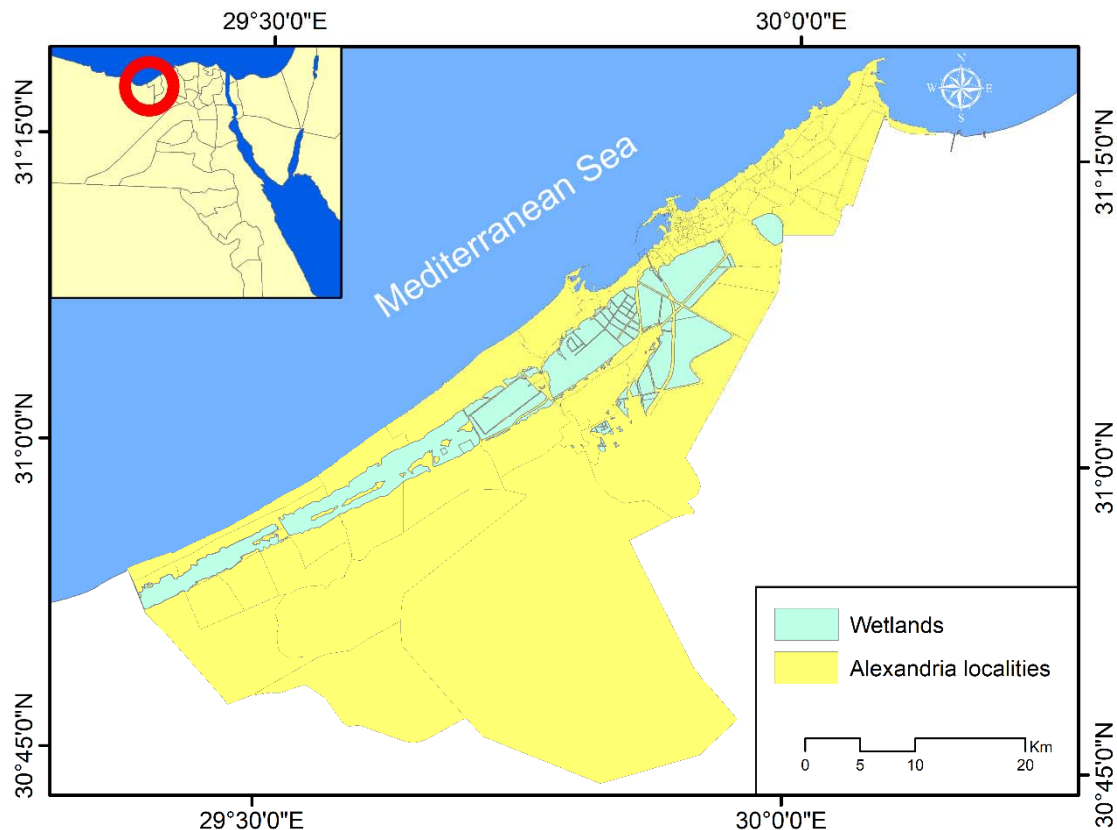 29°30'0"E
30°0'0"E
31°15'0"N
31°15'0"N
N
W
E
S
Mediterranean Sea
31°0'0"N
31°0'0"N
Wetlands
Alexandria localities
Km
0
5
10
20
30°45'0"N
30°45'0"N
29°30'0"E
30°0'0"E